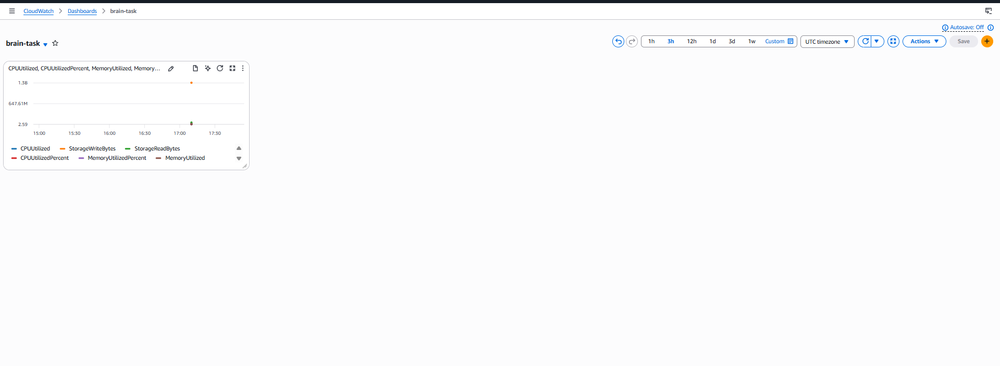 CloudWatch > Dashboards > brain-task
Autosave: Off
brain-task
1h 3h 12h 1d 3d 1w Custom UTC timezone Actions Save +
CPUUtilized, CPUUtilizedPercent, MemoryUtilized, Memory...
1.3B
647.61M
2.59
15:00 15:30 16:00 16:30 17:00 17:30
CPUUtilized StorageWriteBytes StorageReadBytes
CPUUtilizedPercent MemoryUtilizedPercent MemoryUtilized